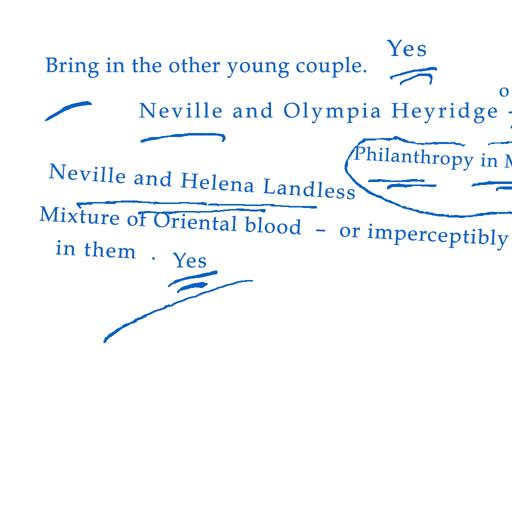 Bring in the other young couple. Yes
Neville and Olympia Heyridge
Philanthropy in
Neville and Helena Landless
Mixture of Oriental blood – or imperceptibly
in them · Yes